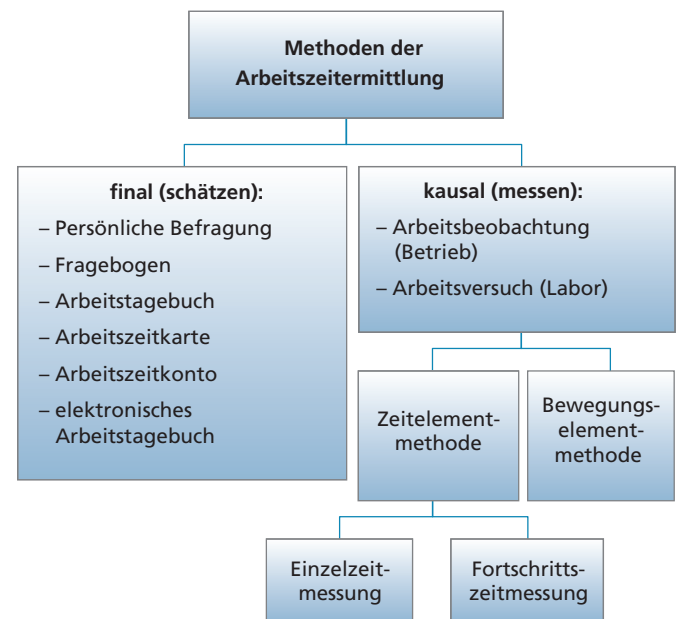 Methoden der
Arbeitszeitermittlung
final (schätzen):
– Persönliche Befragung
– Fragebogen
– Arbeitstagebuch
– Arbeitszeitkarte
– Arbeitszeitkonto
– elektronisches
Arbeitstagebuch
kausal (messen):
– Arbeitsbeobachtung
(Betrieb)
– Arbeitsversuch (Labor)
Zeitelement-
methode
Bewegungs-
element-
methode
Einzelzeit-
messung
Fortschritts-
zeitmessung